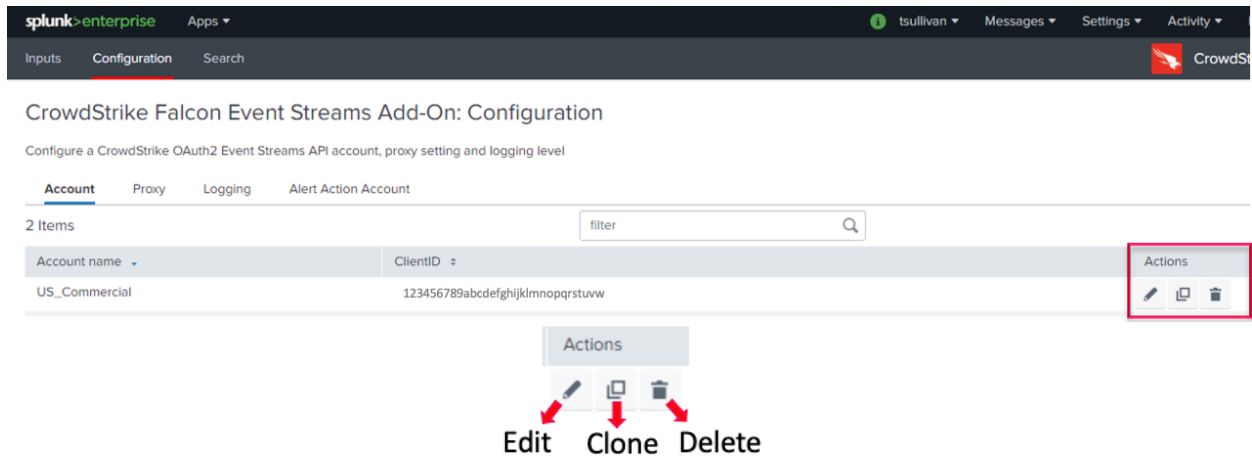 splunk>enterprise Apps tsullivan Messages Settings Activity
Inputs Configuration Search CrowdSt
CrowdStrike Falcon Event Streams Add-On: Configuration
Configure a CrowdStrike OAuth2 Event Streams API account, proxy setting and logging level
Account Proxy Logging Alert Action Account
2 Items filter
Account name ClientID Actions
US_Commercial 123456789abcdefghijklmnopqrstuvw
Actions
Edit Clone Delete